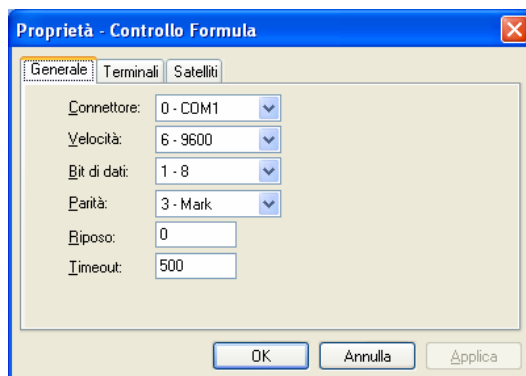 Proprietà - Controllo Formula
Generale Terminali Satelliti
Connettore: 0 - COM1
Velocità: 6 - 9600
Bit di dati: 1 - 8
Parità: 3 - Mark
Riposo: 0
Timeout: 500
OK Annulla Applica